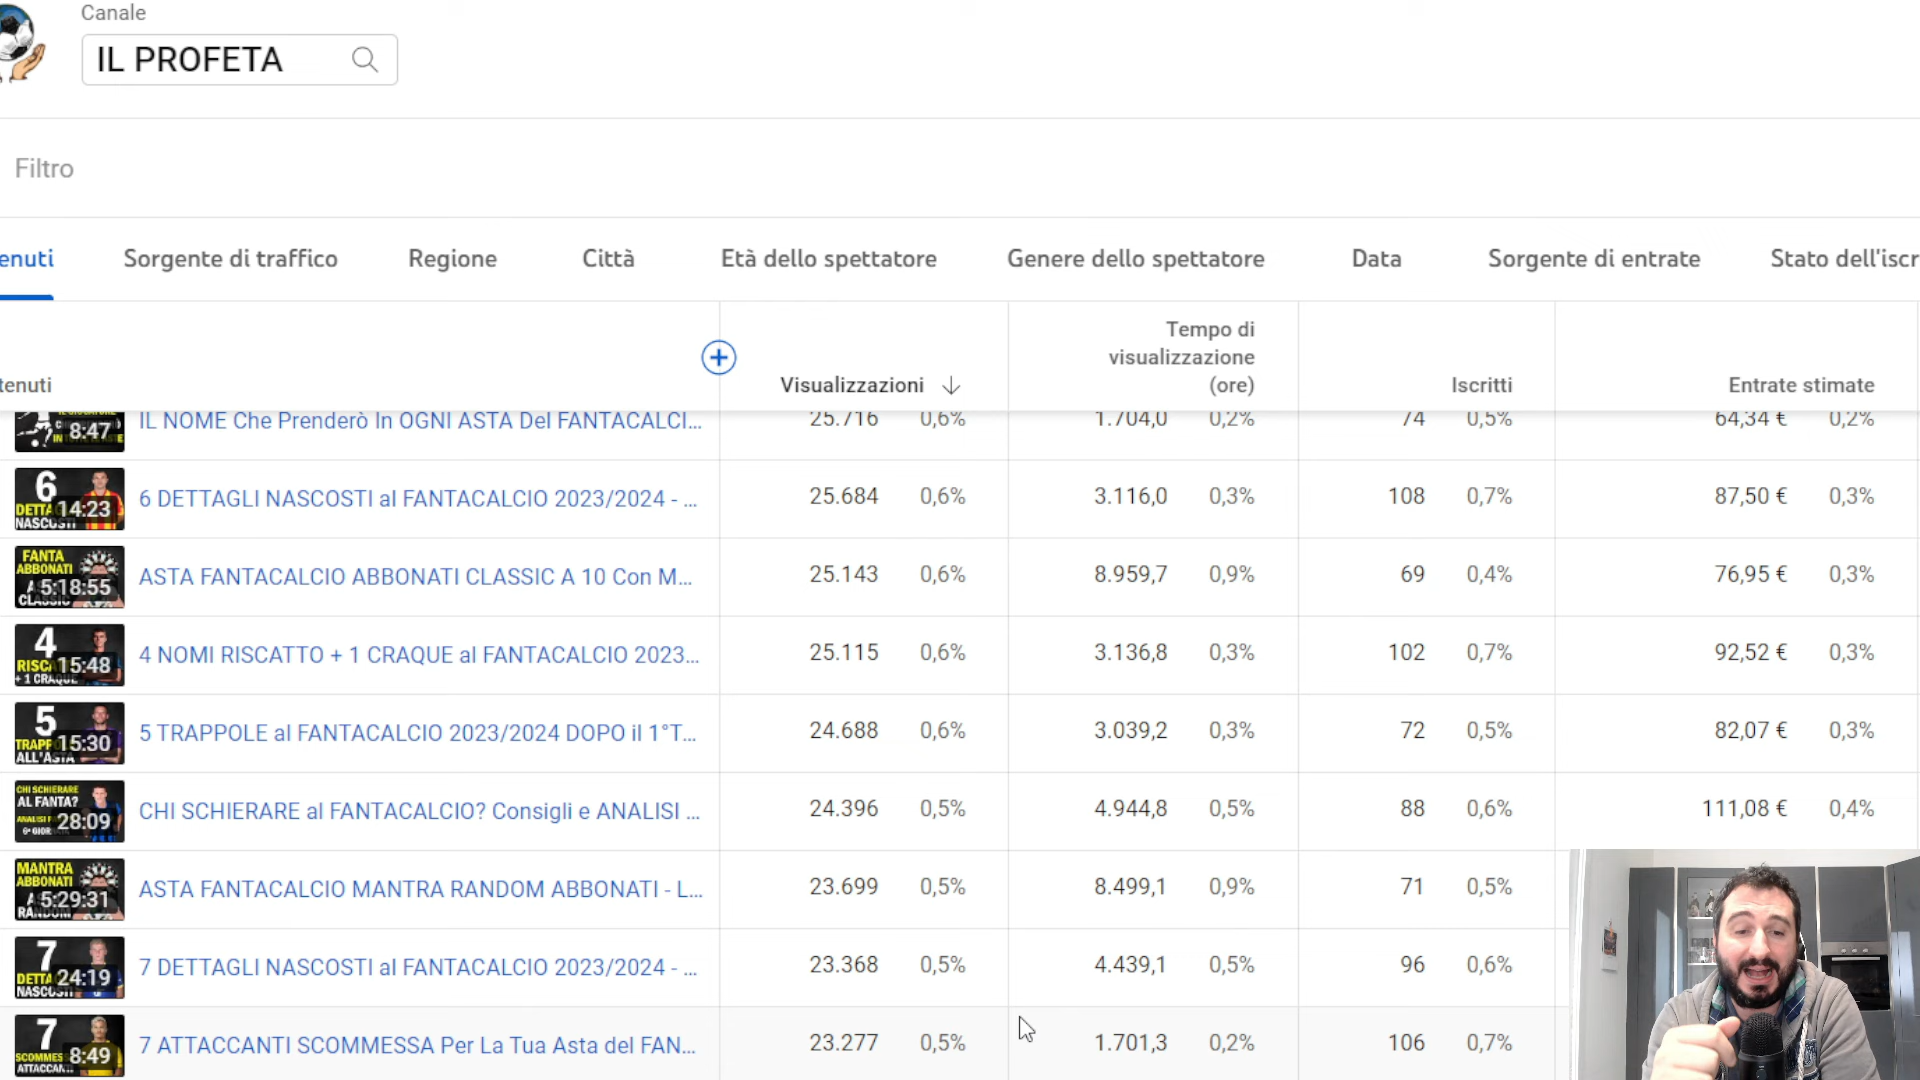 Canale
IL PROFETA
Filtro
enuti Sorgente di traffico Regione Città Età dello spettatore Genere dello spettatore Data Sorgente di entrate Stato dell'iscr
tenuti Visualizzazioni Tempo di visualizzazione (ore) Iscritti Entrate stimate
8:47 IL NOME Che Prenderò In OGNI ASTA Del FANTACALCI... 25.716 0,6% 1.704,0 0,2% 74 0,5% 64,34 € 0,2%
6 14:23 NASCOSTI 6 DETTAGLI NASCOSTI al FANTACALCIO 2023/2024 - ... 25.684 0,6% 3.116,0 0,3% 108 0,7% 87,50 € 0,3%
FANTA ABBONATI 5:18:55 CLASSIC ASTA FANTACALCIO ABBONATI CLASSIC A 10 Con M... 25.143 0,6% 8.959,7 0,9% 69 0,4% 76,95 € 0,3%
4 15:48 + 1 CRAQUE 4 NOMI RISCATTO + 1 CRAQUE al FANTACALCIO 2023... 25.115 0,6% 3.136,8 0,3% 102 0,7% 92,52 € 0,3%
5 15:30 ALL'ASTA 5 TRAPPOLE al FANTACALCIO 2023/2024 DOPO il 1°T... 24.688 0,6% 3.039,2 0,3% 72 0,5% 82,07 € 0,3%
CHI SCHIERARE AL FANTA? 28:09 CHI SCHIERARE al FANTACALCIO? Consigli e ANALISI ... 24.396 0,5% 4.944,8 0,5% 88 0,6% 111,08 € 0,4%
MANTRA ABBONATI 5:29:31 RANDOM ASTA FANTACALCIO MANTRA RANDOM ABBONATI - L... 23.699 0,5% 8.499,1 0,9% 71 0,5%
7 24:19 NASCOSTI 7 DETTAGLI NASCOSTI al FANTACALCIO 2023/2024 - ... 23.368 0,5% 4.439,1 0,5% 96 0,6%
7 8:49 7 ATTACCANTI SCOMMESSA Per La Tua Asta del FAN... 23.277 0,5% 1.701,3 0,2% 106 0,7%